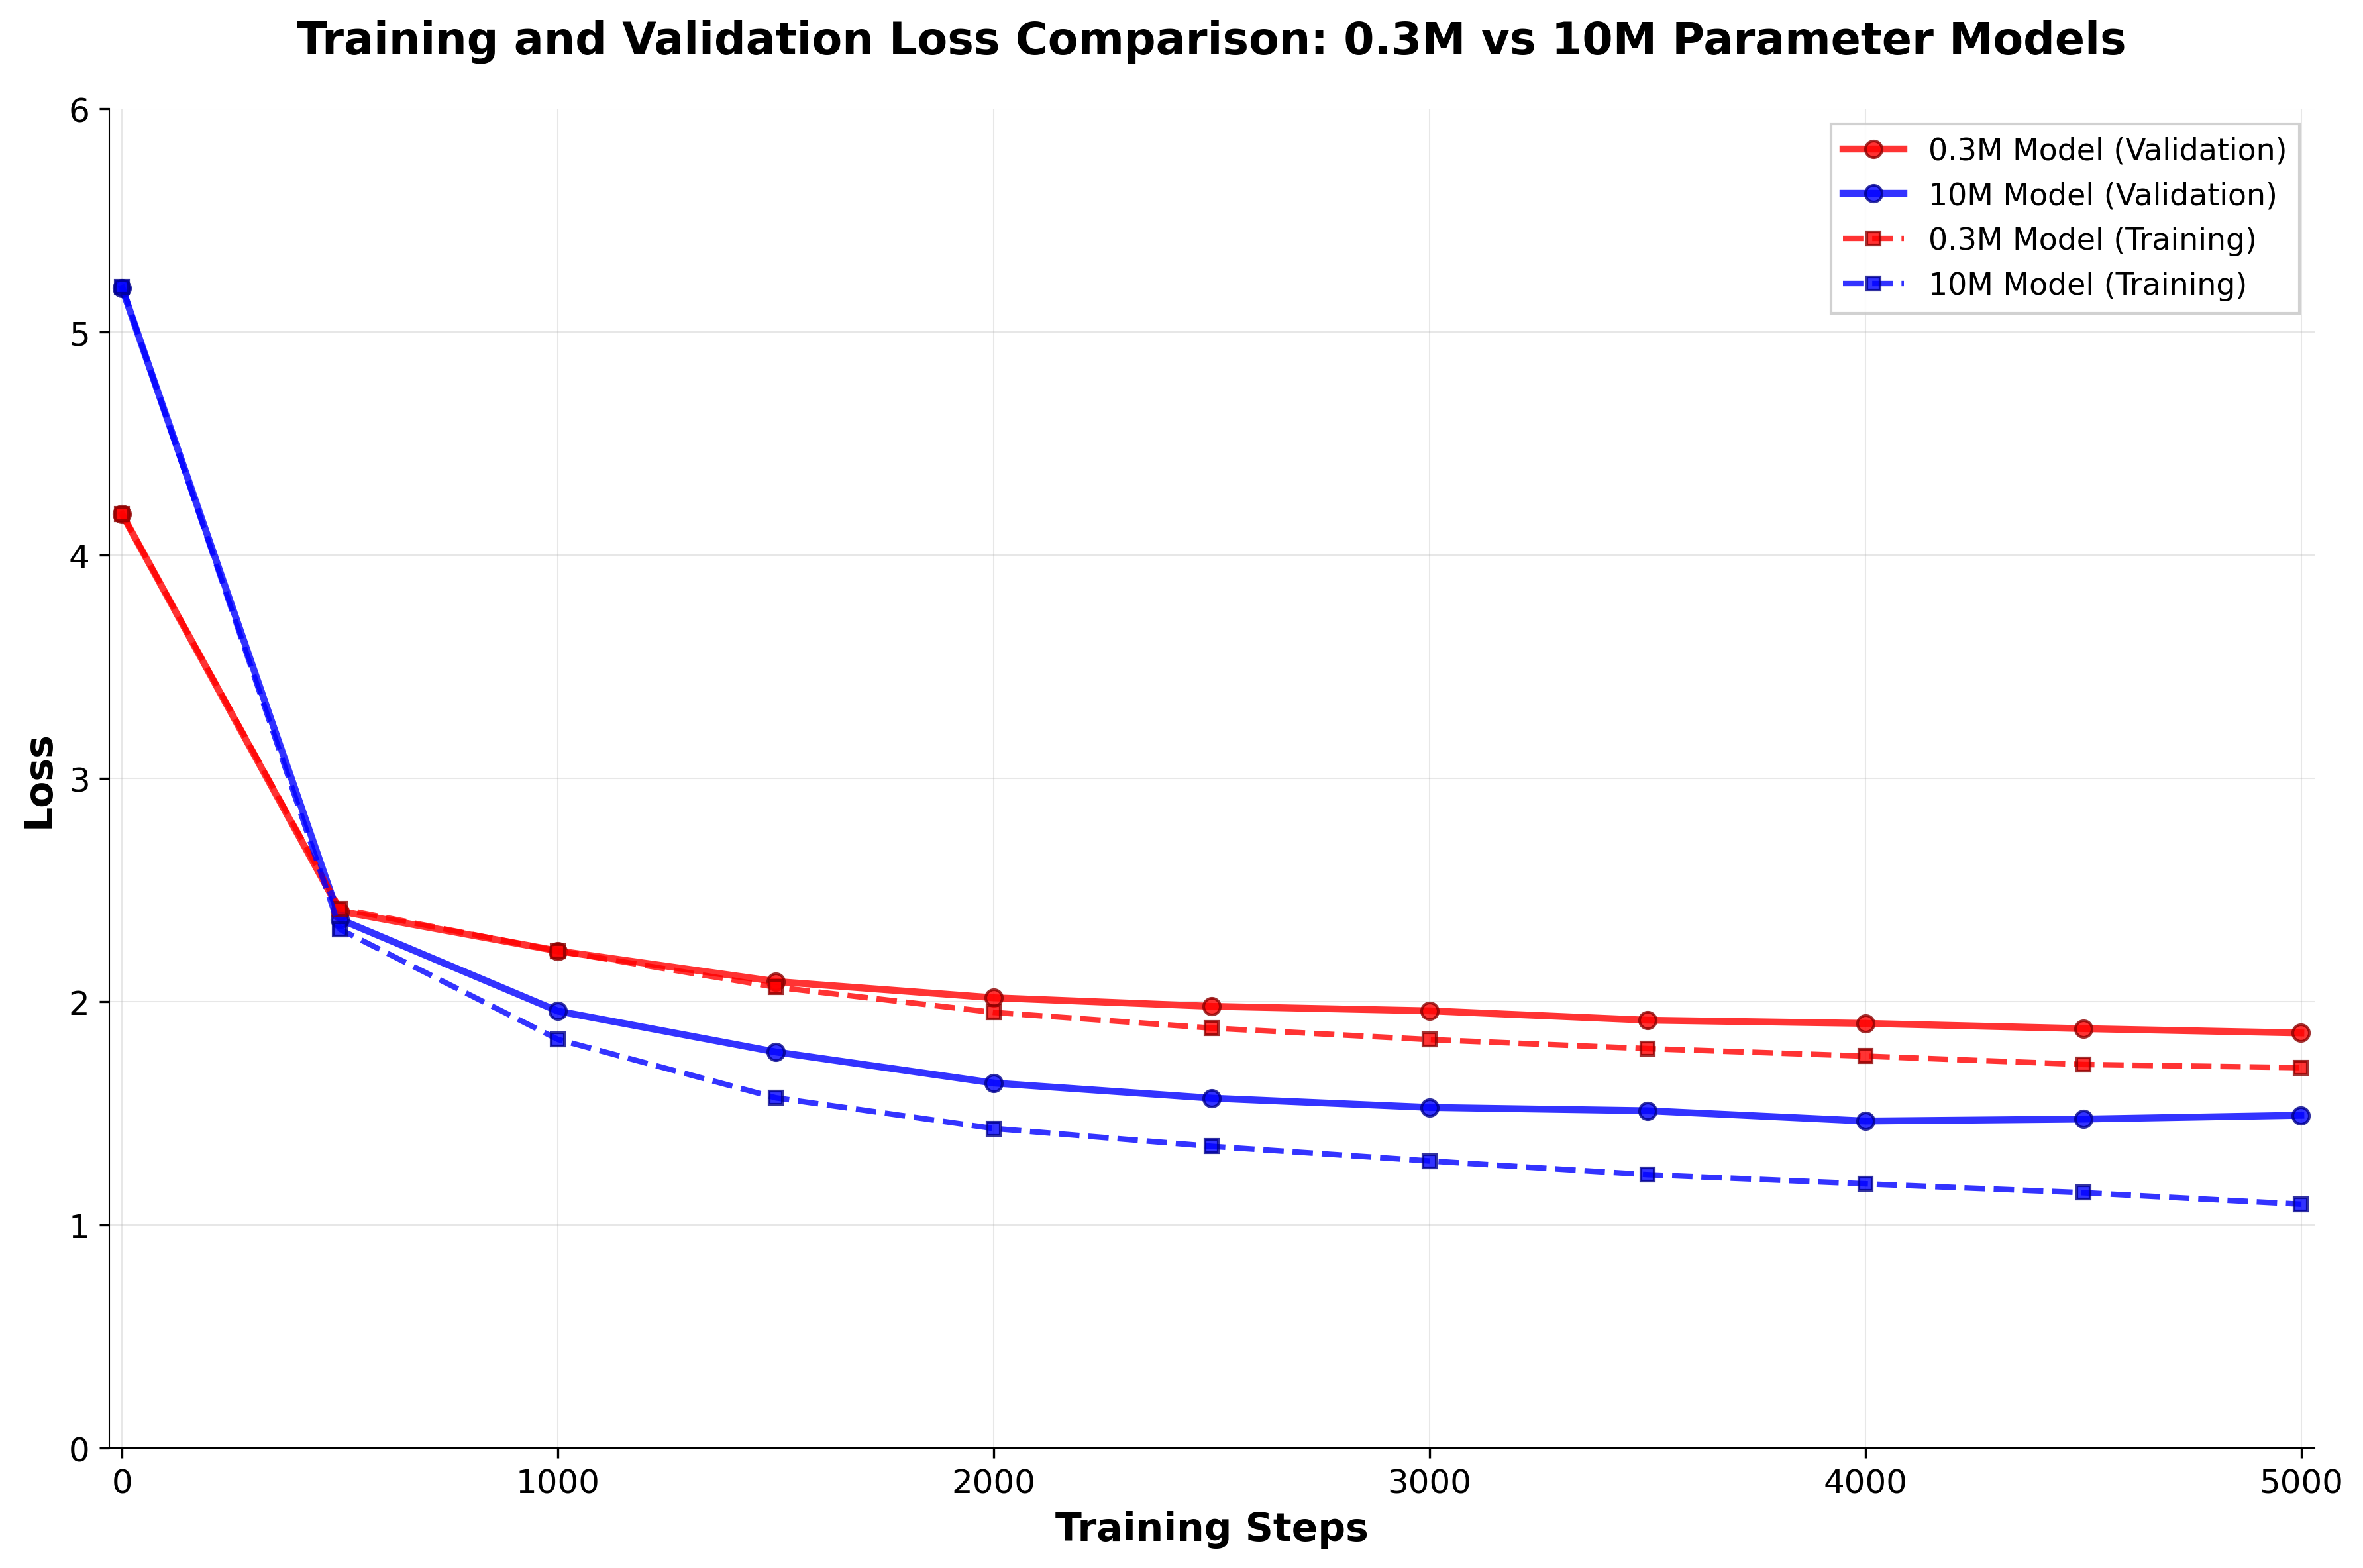 Training and Validation Loss Comparison: 0.3M vs 10M Parameter Models
6
5
4
3
2
1
0
Loss
0.3M Model (Validation)
10M Model (Validation)
0.3M Model (Training)
10M Model (Training)
0 1000 2000 3000 4000 5000
Training Steps